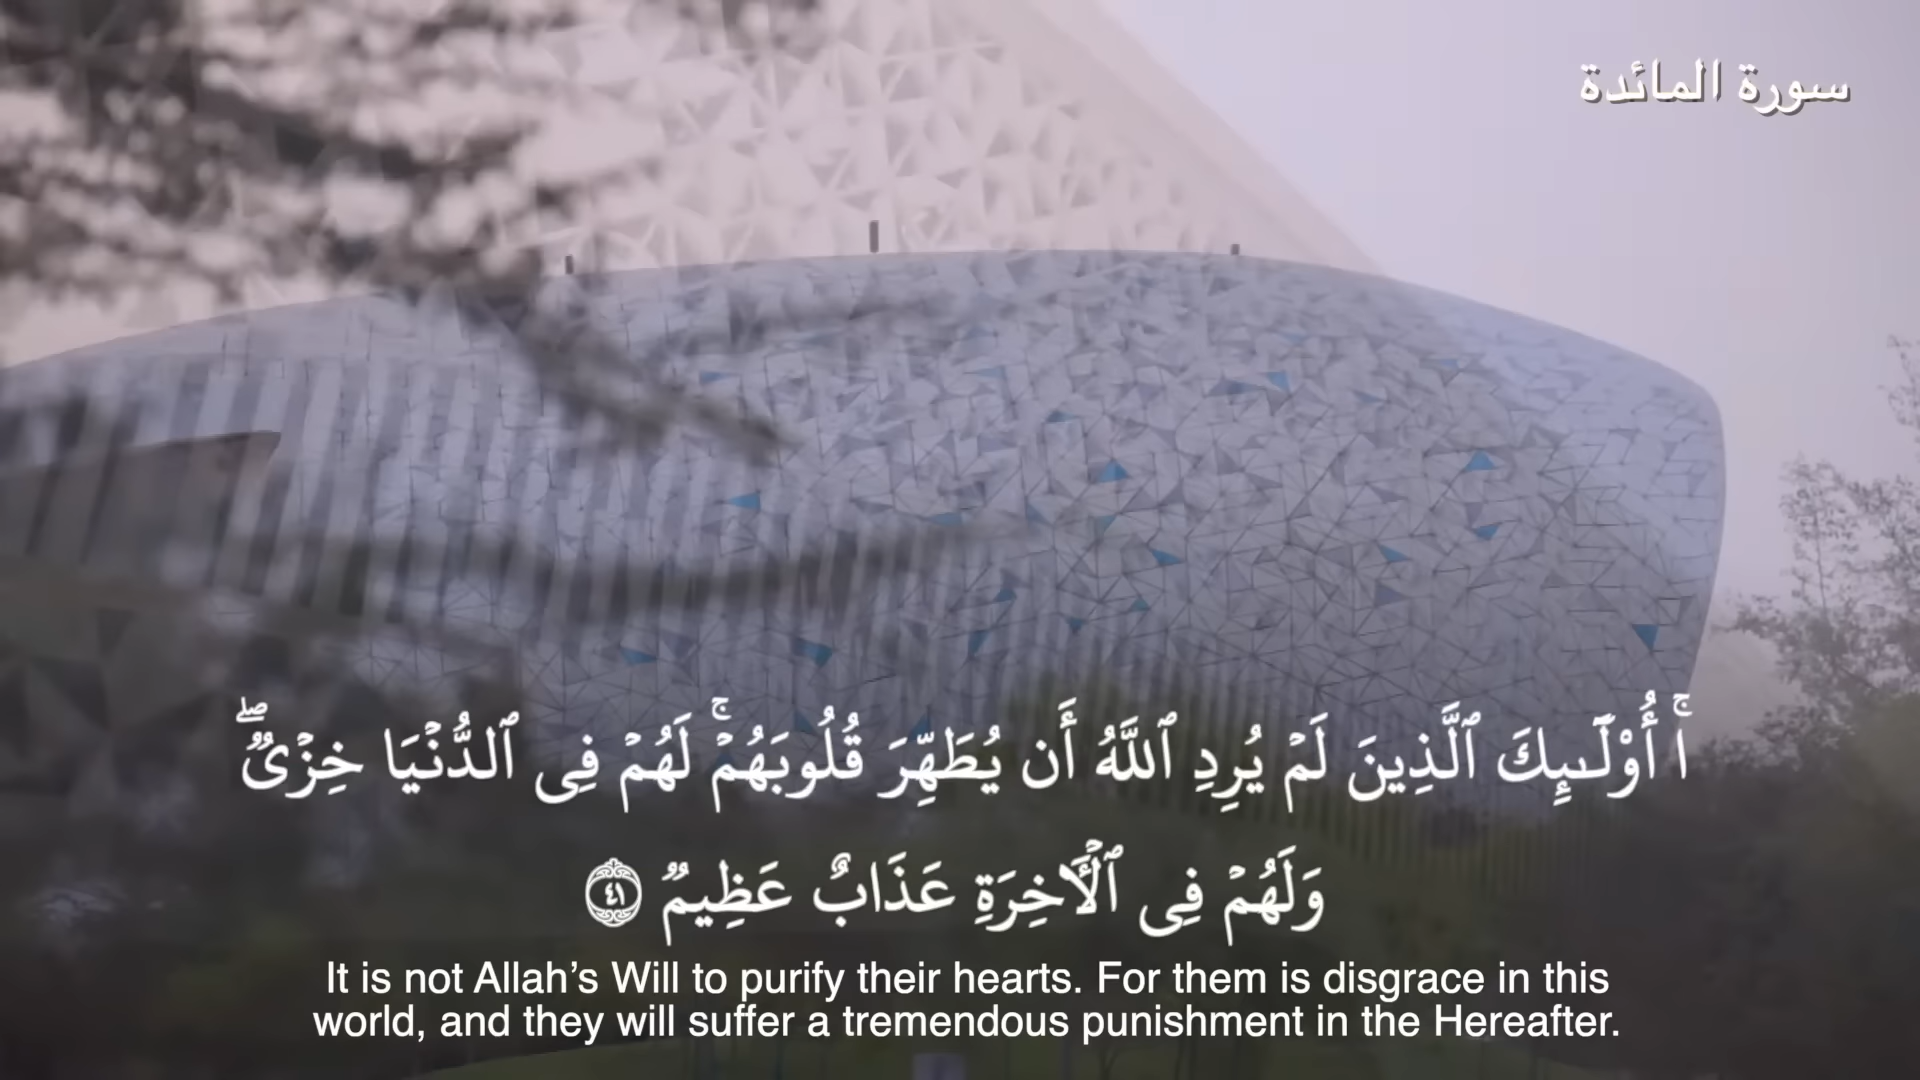 سورة المائدة
اۚ أُو۟لَـٰٓئِكَ ٱلَّذِينَ لَمْ يُرِدِ ٱللَّهُ أَن يُطَهِّرَ قُلُوبَهُمْۚ لَهُمْ فِى ٱلدُّنْيَا خِزْىٌۖ
وَلَهُمْ فِى ٱلْـَٔاخِرَةِ عَذَابٌ عَظِيمٌ ٤١
It is not Allah’s Will to purify their hearts. For them is disgrace in this
world, and they will suffer a tremendous punishment in the Hereafter.